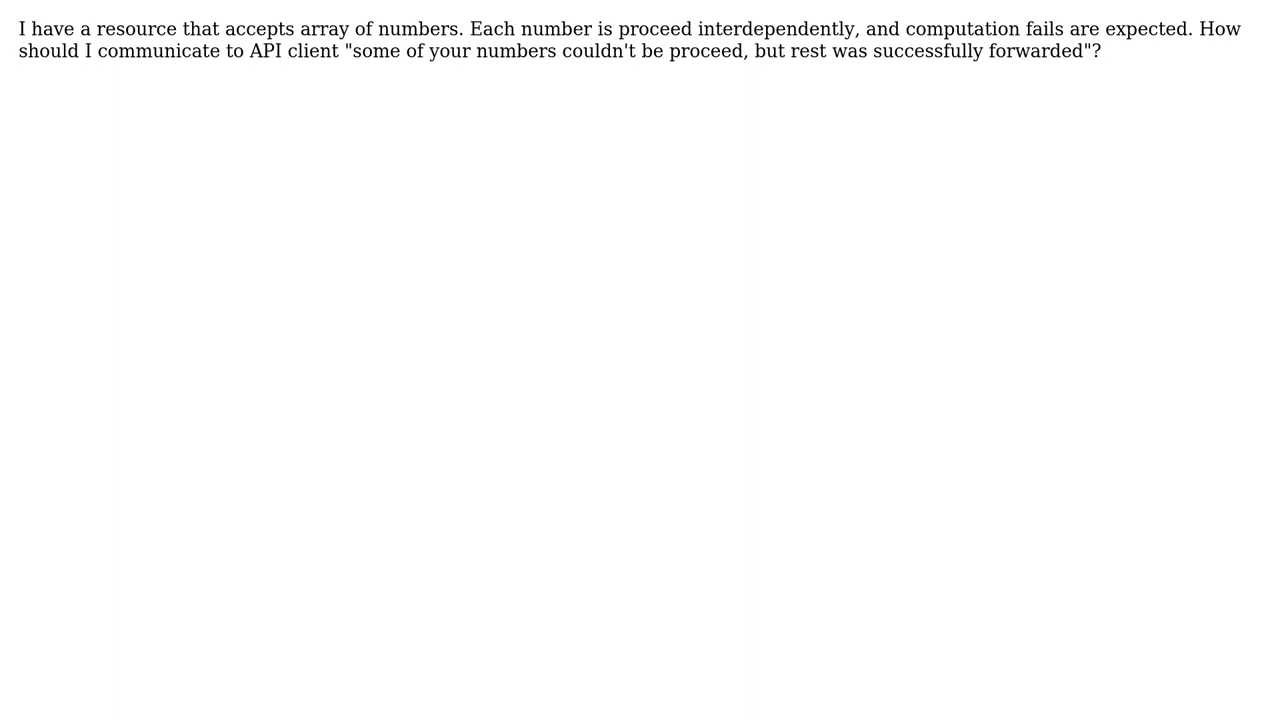 I have a resource that accepts array of numbers. Each number is proceed interdependently, and computation fails are expected. How
should I communicate to API client "some of your numbers couldn't be proceed, but rest was successfully forwarded"?